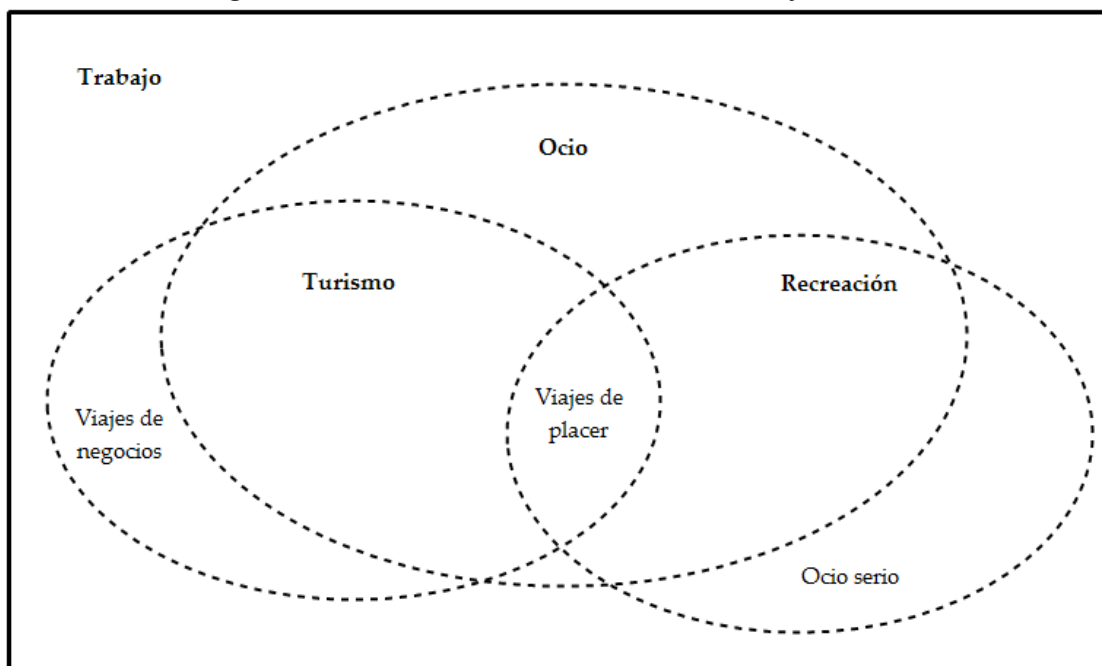 Trabajo
Ocio
Turismo
Recreación
Viajes de
placer
Viajes de
negocios
Ocio serio